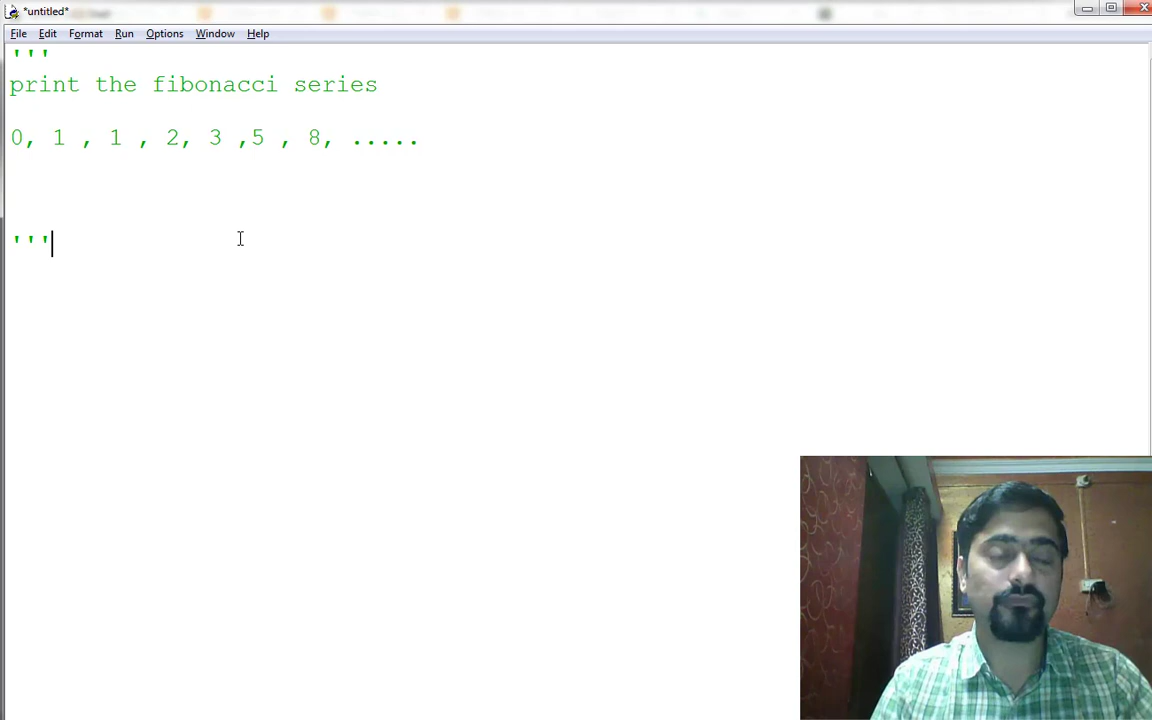 *untitled*
File Edit Format Run Options Window Help
'''
print the fibonacci series
0, 1 , 1 , 2, 3 ,5 , 8, .....
'''